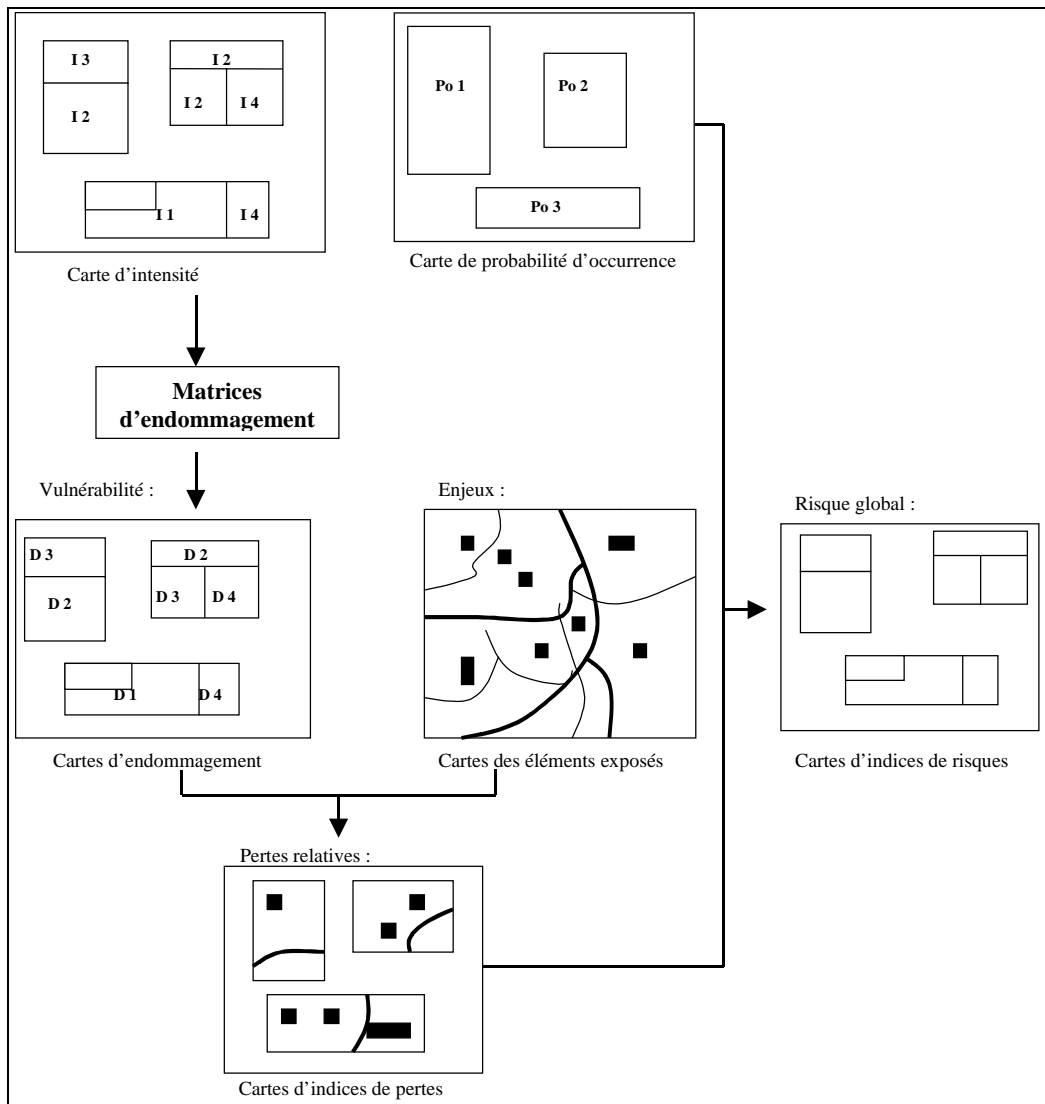 I 3
I 2
I 2
I 2
I 4
I 1
I 4
Carte d'intensité
Po 1
Po 2
Po 3
Carte de probabilité d'occurrence
Matrices
d'endommagement
Vulnérabilité :
D 3
D 2
D 2
D 3
D 4
D 1
D 4
Cartes d'endommagement
Enjeux :
Cartes des éléments exposés
Risque global :
Cartes d'indices de risques
Pertes relatives :
Cartes d'indices de pertes